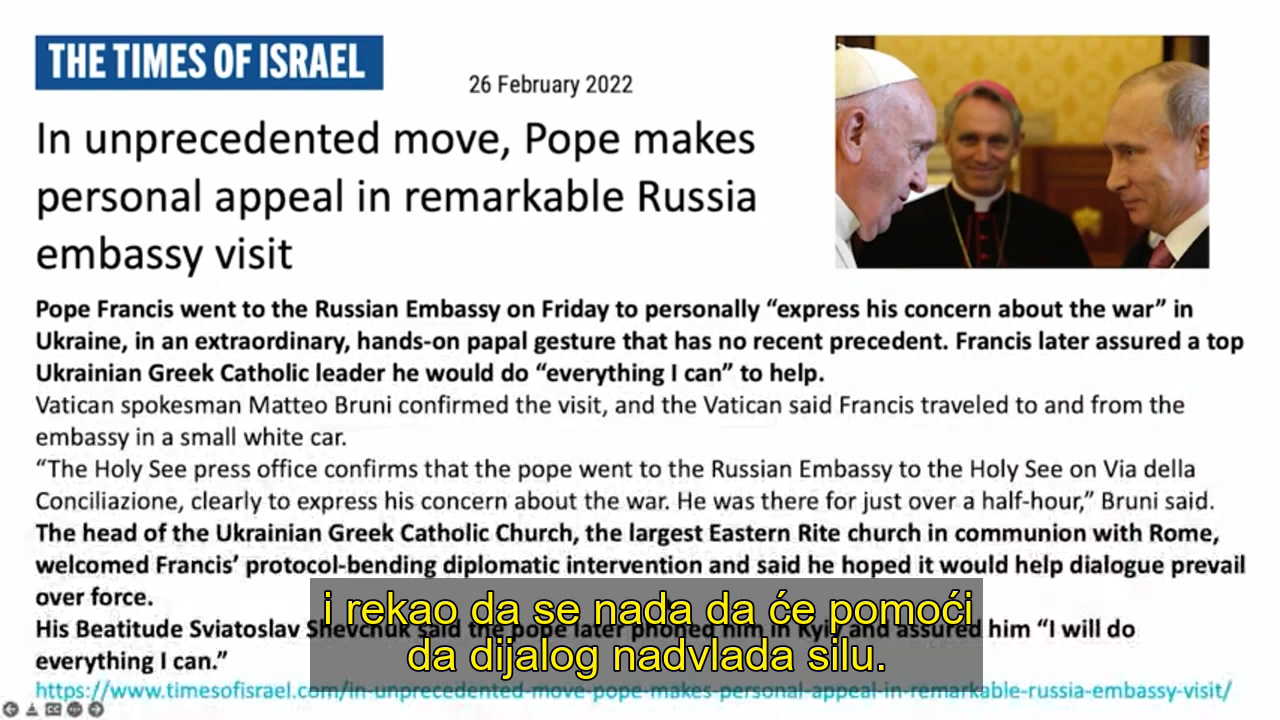 THE TIMES OF ISRAEL
26 February 2022
In unprecedented move, Pope makes
personal appeal in remarkable Russia
embassy visit
Pope Francis went to the Russian Embassy on Friday to personally “express his concern about the war” in
Ukraine, in an extraordinary, hands-on papal gesture that has no recent precedent. Francis later assured a top
Ukrainian Greek Catholic leader he would do “everything I can” to help.
Vatican spokesman Matteo Bruni confirmed the visit, and the Vatican said Francis traveled to and from the
embassy in a small white car.
“The Holy See press office confirms that the pope went to the Russian Embassy to the Holy See on Via della
Conciliazione, clearly to express his concern about the war. He was there for just over a half-hour,” Bruni said.
The head of the Ukrainian Greek Catholic Church, the largest Eastern Rite church in communion with Rome,
welcomed Francis’ protocol-bending diplomatic intervention and said he hoped it would help dialogue prevail
over force.
His Beatitude Sviatoslav Shevchuk said the pope later phoned him in Kyiv and assured him “I will do
everything I can.”
https://www.timesofisrael.com/in-unprecedented-move-pope-makes-personal-appeal-in-remarkable-russia-embassy-visit/
i rekao da se nada da će pomoći
da dijalog nadvlada silu.